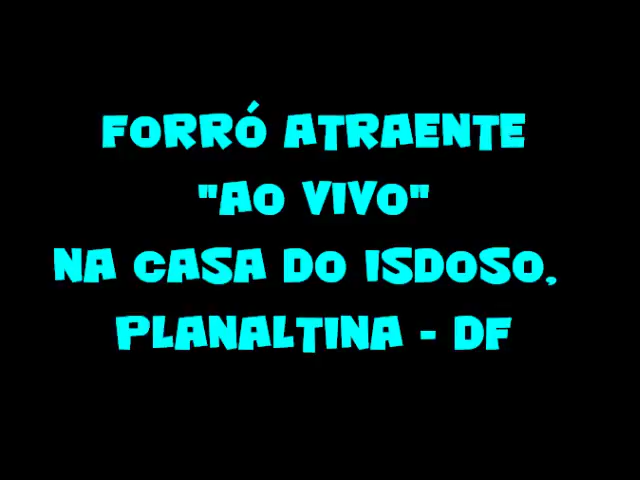 FORRÓ ATRAENTE
"AO VIVO"
NA CASA DO ISDOSO,
PLANALTINA - DF